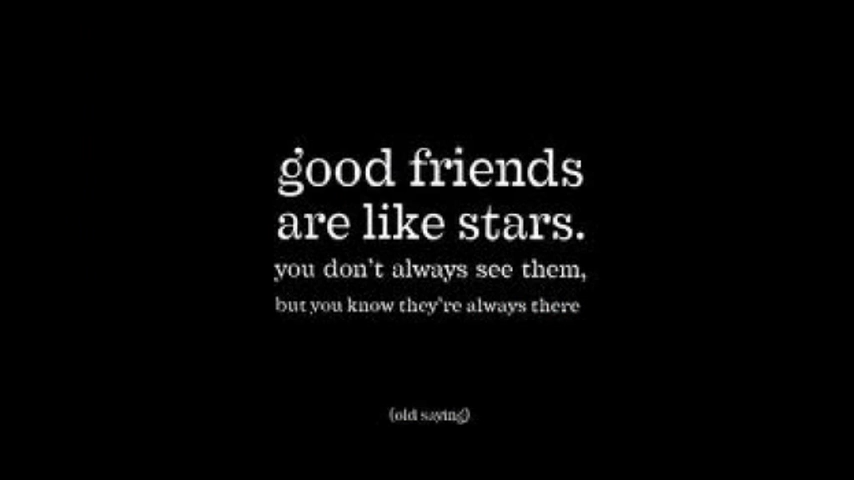 good friends
are like stars.
you don't always see them,
but you know they're always there
(old saying)